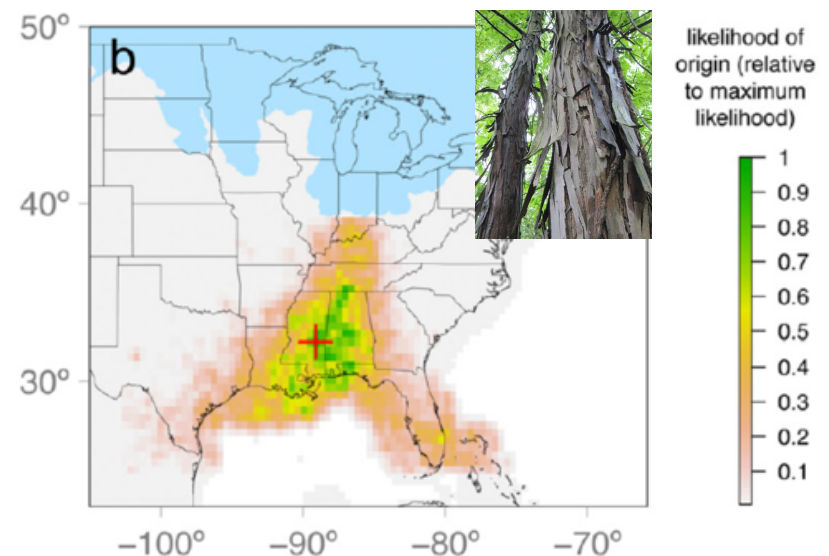 50°
b
likelihood of
origin (relative
to maximum
likelihood)
1
0.9
40°
0.8
0.7
0.6
0.5
30°
0.4
0.3
0.2
0.1
−100° −90° −80° −70°